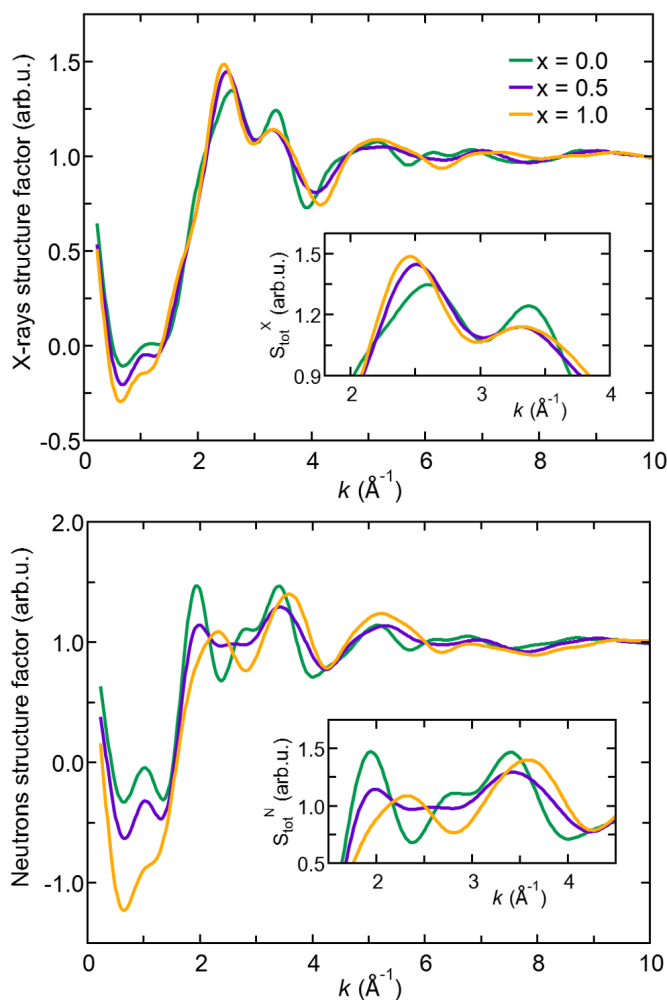 X-rays structure factor (arb.u.)
1.5
1.0
0.5
0.0
-0.5
x = 0.0
x = 0.5
x = 1.0
S_tot^X (arb.u.)
1.5
1.2
0.9
2 3 4
k (Å⁻¹)
0 2 4 6 8 10
k (Å⁻¹)
Neutrons structure factor (arb.u.)
2.0
1.0
0.0
-1.0
S_tot^N (arb.u.)
1.5
1.0
0.5
2 3 4
k (Å⁻¹)
0 2 4 6 8 10
k (Å⁻¹)